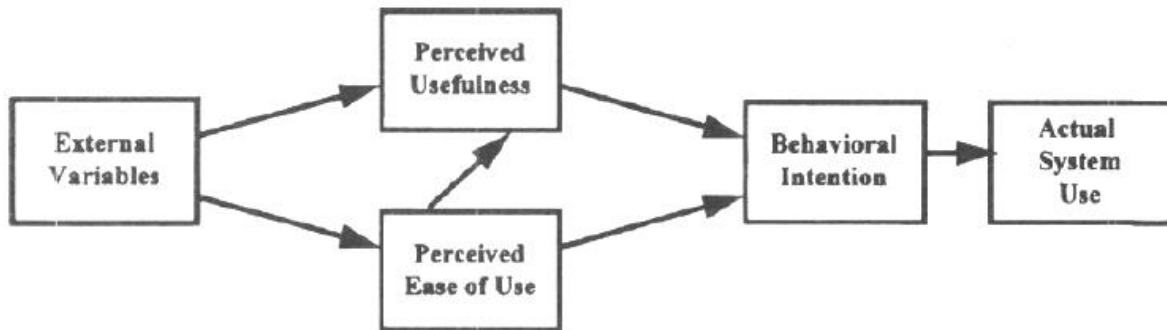 External
Variables
Perceived
Usefulness
Perceived
Ease of Use
Behavioral
Intention
Actual
System
Use